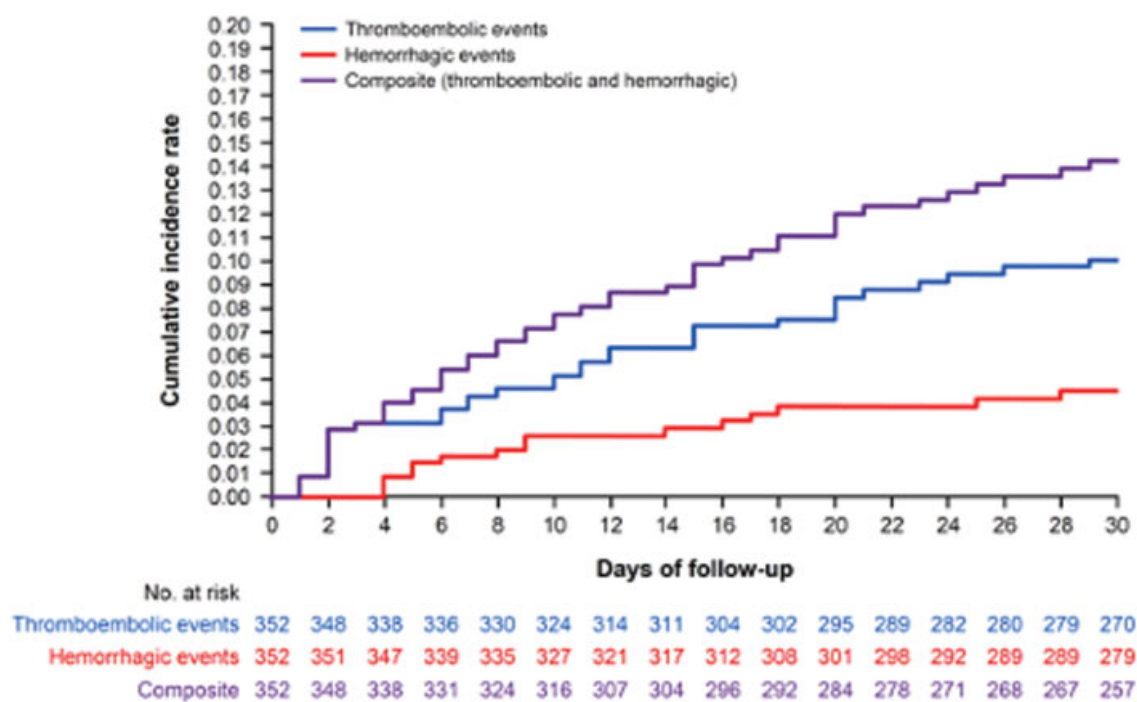 Thromboembolic events
Hemorrhagic events
Composite (thromboembolic and hemorrhagic)
0.20
0.19
0.18
0.17
0.16
0.15
0.14
0.13
0.12
0.11
0.10
0.09
0.08
0.07
0.06
0.05
0.04
0.03
0.02
0.01
0.00
Cumulative incidence rate
0 2 4 6 8 10 12 14 16 18 20 22 24 26 28 30
Days of follow-up
No. at risk
Thromboembolic events 352 348 338 336 330 324 314 311 304 302 295 289 282 280 279 270
Hemorrhagic events 352 351 347 339 335 327 321 317 312 308 301 298 292 289 289 279
Composite 352 348 338 331 324 316 307 304 296 292 284 278 271 268 267 257